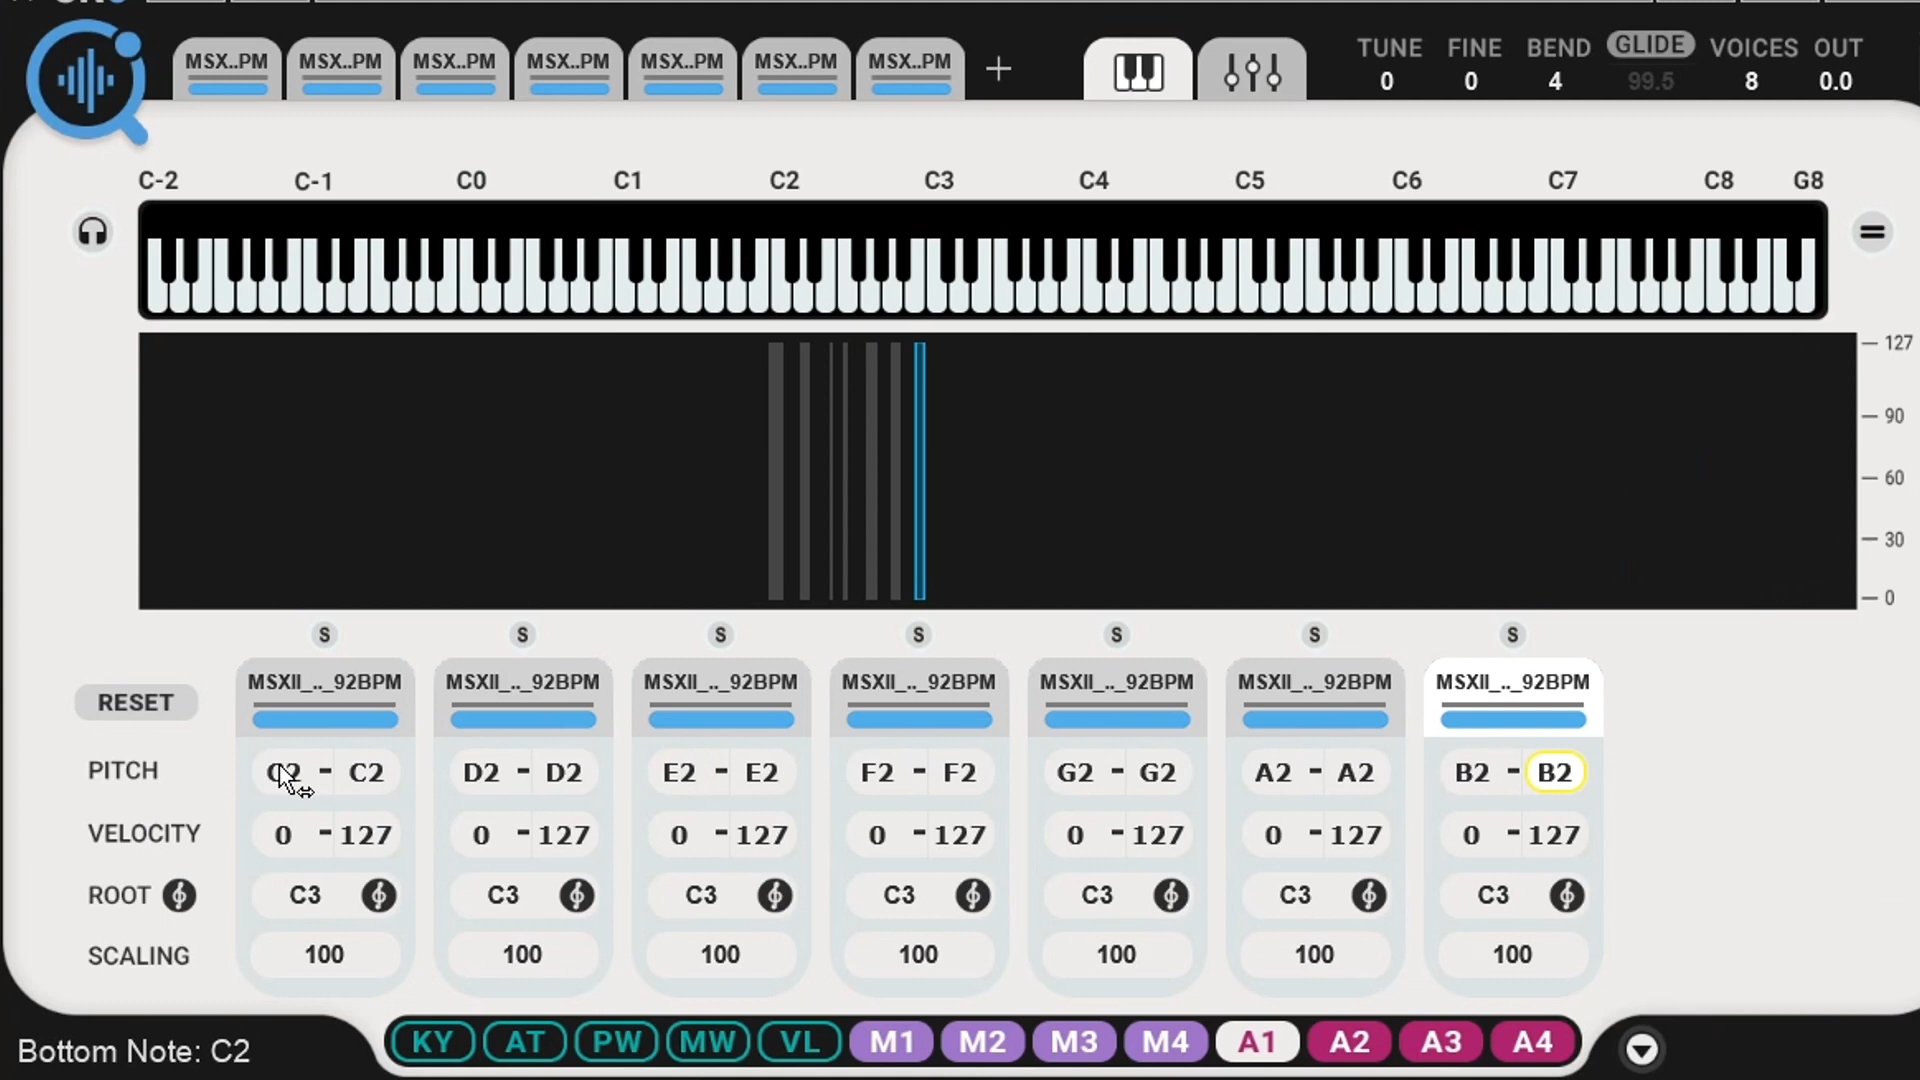 MSX..PM MSX..PM MSX..PM MSX..PM MSX..PM MSX..PM MSX..PM +
TUNE FINE BEND GLIDE VOICES OUT
0 0 4 99.5 8 0.0
C-2 C-1 C0 C1 C2 C3 C4 C5 C6 C7 C8 G8
127
90
60
30
0
S S S S S S S
RESET MSXII_.._92BPM MSXII_.._92BPM MSXII_.._92BPM MSXII_.._92BPM MSXII_.._92BPM MSXII_.._92BPM MSXII_.._92BPM
PITCH C2 - C2 D2 - D2 E2 - E2 F2 - F2 G2 - G2 A2 - A2 B2 - B2
VELOCITY 0 - 127 0 - 127 0 - 127 0 - 127 0 - 127 0 - 127 0 - 127
ROOT C3 C3 C3 C3 C3 C3 C3
SCALING 100 100 100 100 100 100 100
Bottom Note: C2 KY AT PW MW VL M1 M2 M3 M4 A1 A2 A3 A4